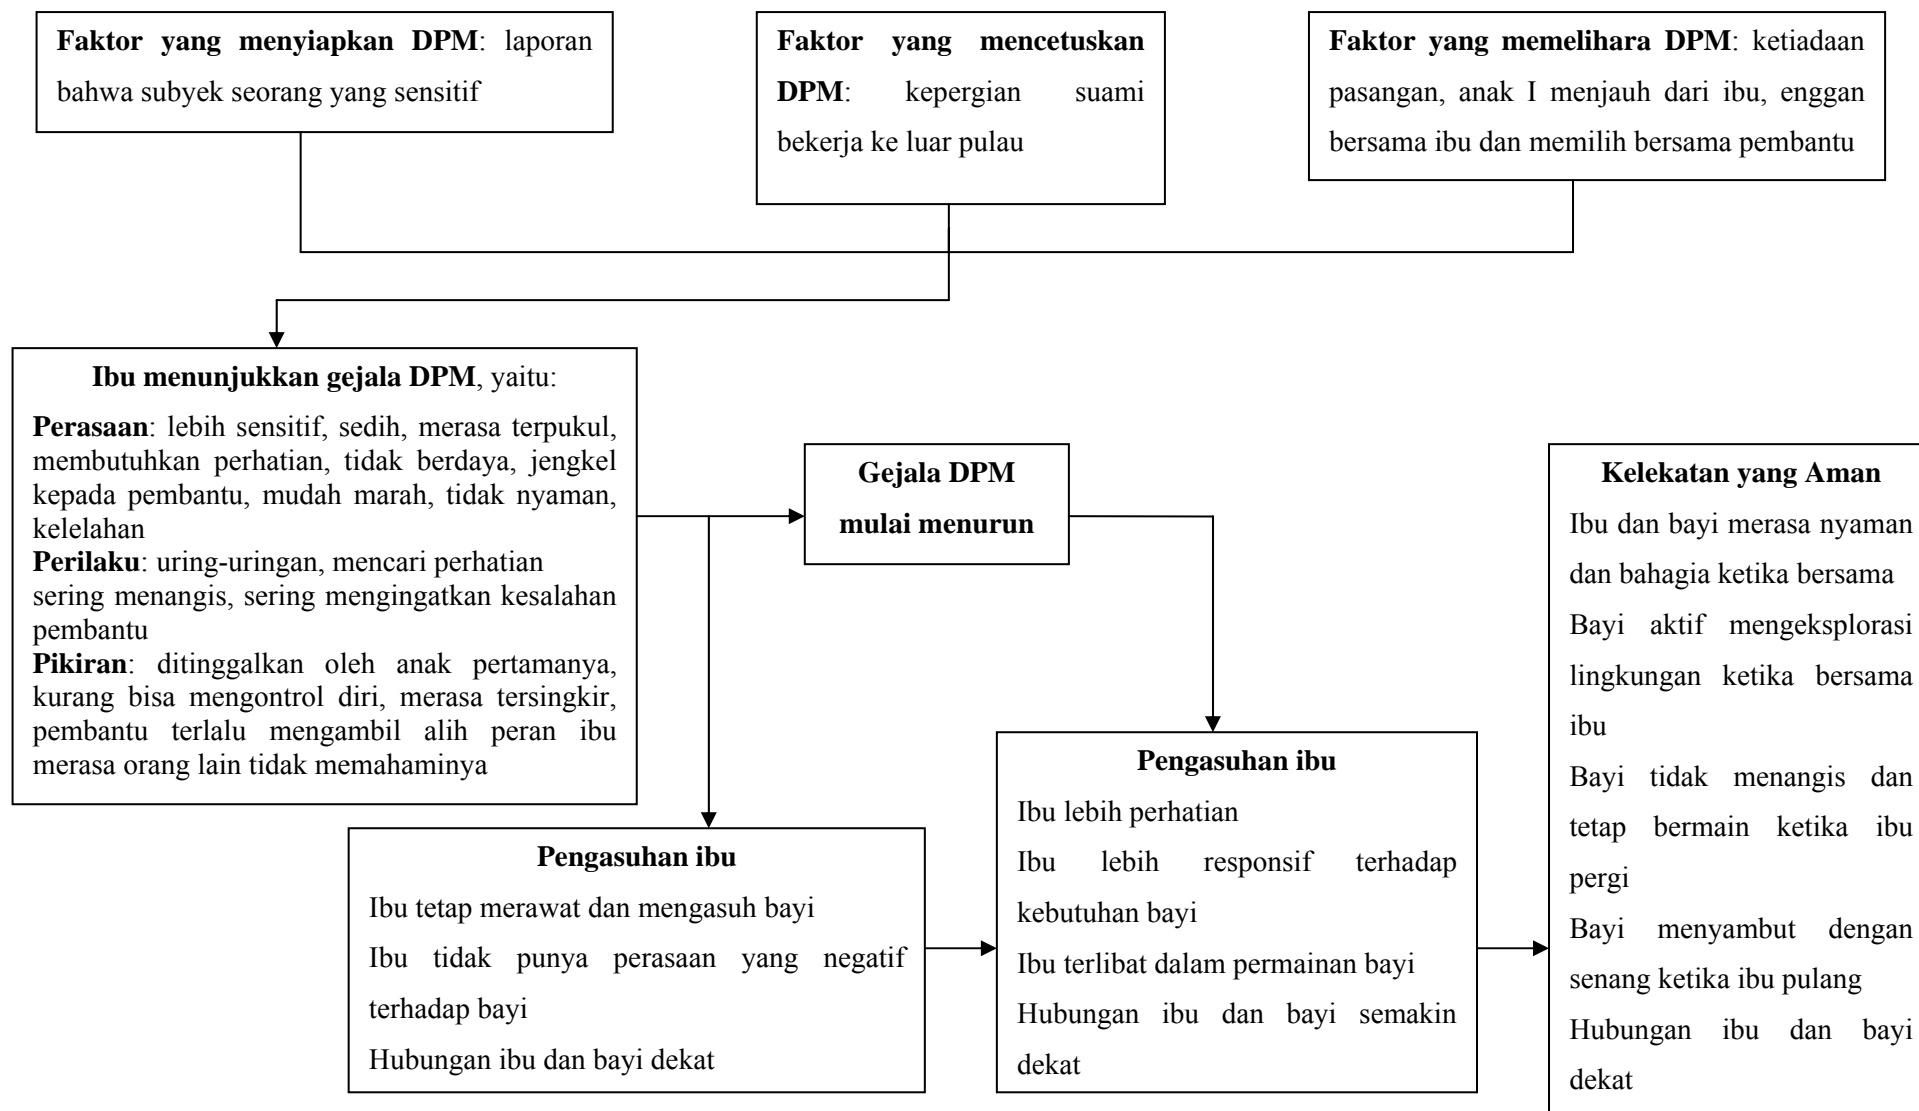 Faktor yang menyiapkan DPM: laporan
bahwa subyek seorang yang sensitif
Faktor yang mencetuskan
DPM: kepergian suami
bekerja ke luar pulau
Faktor yang memelihara DPM: ketiadaan
pasangan, anak I menjauh dari ibu, enggan
bersama ibu dan memilih bersama pembantu
Ibu menunjukkan gejala DPM, yaitu:
Perasaan: lebih sensitif, sedih, merasa terpukul,
membutuhkan perhatian, tidak berdaya, jengkel
kepada pembantu, mudah marah, tidak nyaman,
kelelahan
Perilaku: uring-uringan, mencari perhatian
sering menangis, sering mengingatkan kesalahan
pembantu
Pikiran: ditinggalkan oleh anak pertamanya,
kurang bisa mengontrol diri, merasa tersingkir,
pembantu terlalu mengambil alih peran ibu
merasa orang lain tidak memahaminya
Gejala DPM
mulai menurun
Pengasuhan ibu
Ibu tetap merawat dan mengasuh bayi
Ibu tidak punya perasaan yang negatif
terhadap bayi
Hubungan ibu dan bayi dekat
Pengasuhan ibu
Ibu lebih perhatian
Ibu lebih responsif terhadap
kebutuhan bayi
Ibu terlibat dalam permainan bayi
Hubungan ibu dan bayi semakin
dekat
Kelekatan yang Aman
Ibu dan bayi merasa nyaman
dan bahagia ketika bersama
Bayi aktif mengeksplorasi
lingkungan ketika bersama
ibu
Bayi tidak menangis dan
tetap bermain ketika ibu
pergi
Bayi menyambut dengan
senang ketika ibu pulang
Hubungan ibu dan bayi
dekat